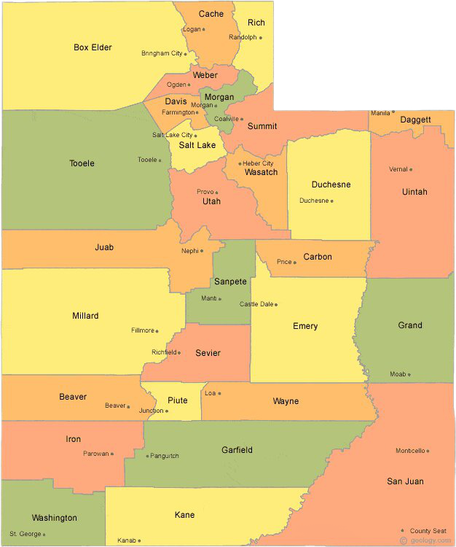 Cache
Rich
Logan
Randolph
Box Elder
Brigham City
Weber
Ogden
Morgan
Morgan
Davis
Farmington
Coalville
Summit
Manila
Daggett
Salt Lake City
Salt Lake
Tooele
Tooele
Heber City
Wasatch
Vernal
Uintah
Duchesne
Duchesne
Provo
Utah
Juab
Nephi
Price
Carbon
Sanpete
Manti
Castle Dale
Millard
Fillmore
Emery
Grand
Richfield
Sevier
Moab
Beaver
Beaver
Junction
Piute
Loa
Wayne
Iron
Parowan
Panguitch
Garfield
Monticello
San Juan
Washington
St. George
Kane
Kanab
County Seat
© geology.com